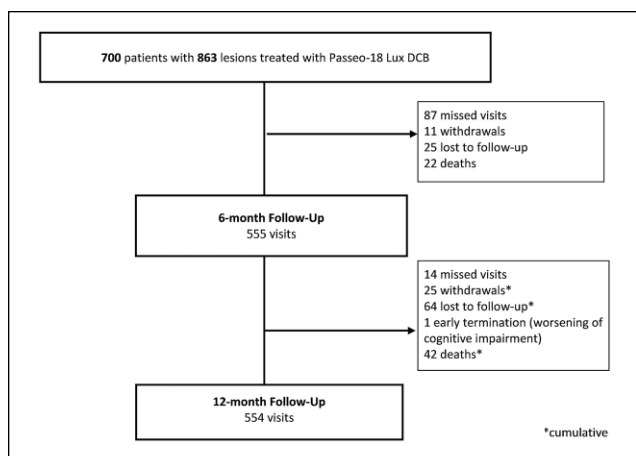 700 patients with 863 lesions treated with Passeo-18 Lux DCB
87 missed visits
11 withdrawals
25 lost to follow-up
22 deaths
6-month Follow-Up
555 visits
14 missed visits
25 withdrawals*
64 lost to follow-up*
1 early termination (worsening of
cognitive impairment)
42 deaths*
12-month Follow-Up
554 visits
*cumulative